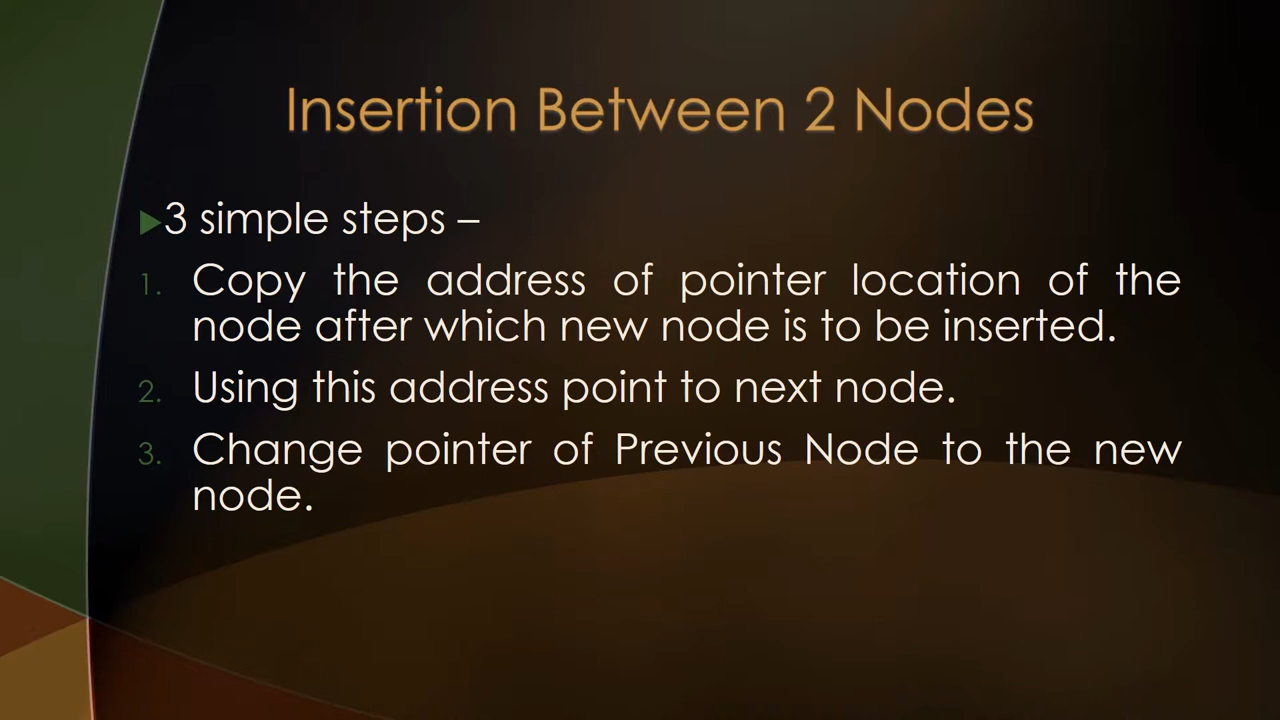 Insertion Between 2 Nodes
3 simple steps –
1. Copy the address of pointer location of the
node after which new node is to be inserted.
2. Using this address point to next node.
3. Change pointer of Previous Node to the new
node.